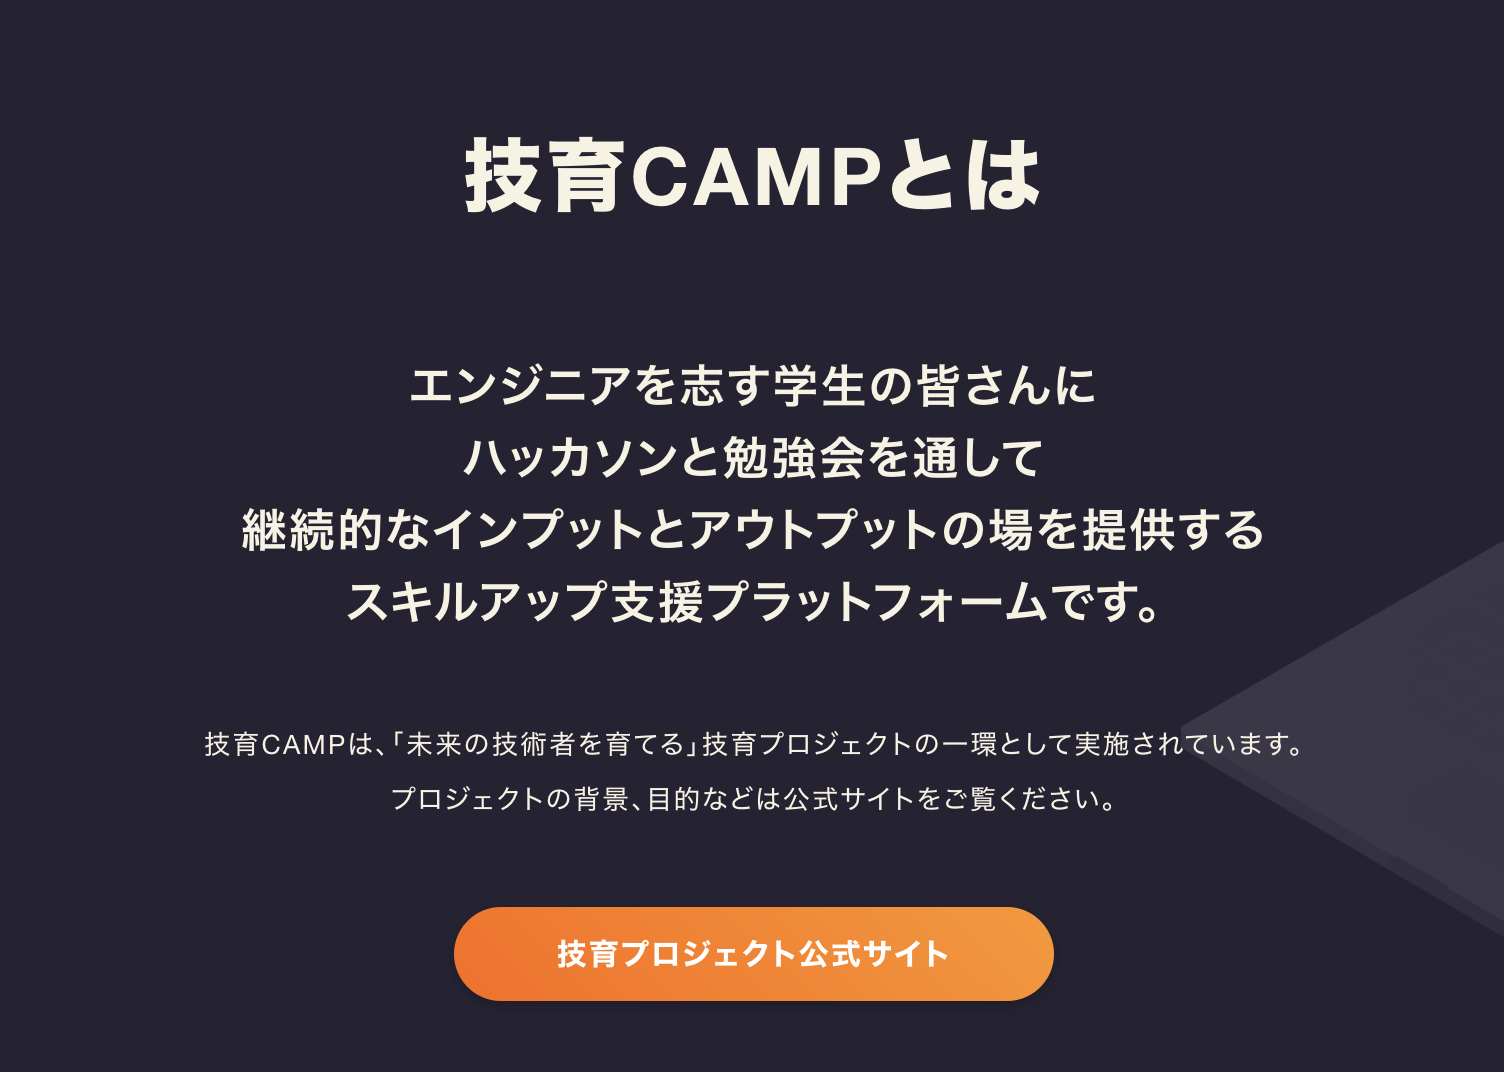 技育CAMPとは
エンジニアを志す学生の皆さんに
ハッカソンと勉強会を通して
継続的なインプットとアウトプットの場を提供する
スキルアップ支援プラットフォームです。
技育CAMPは、「未来の技術者を育てる」技育プロジェクトの一環として実施されています。
プロジェクトの背景、目的などは公式サイトをご覧ください。
技育プロジェクト公式サイト